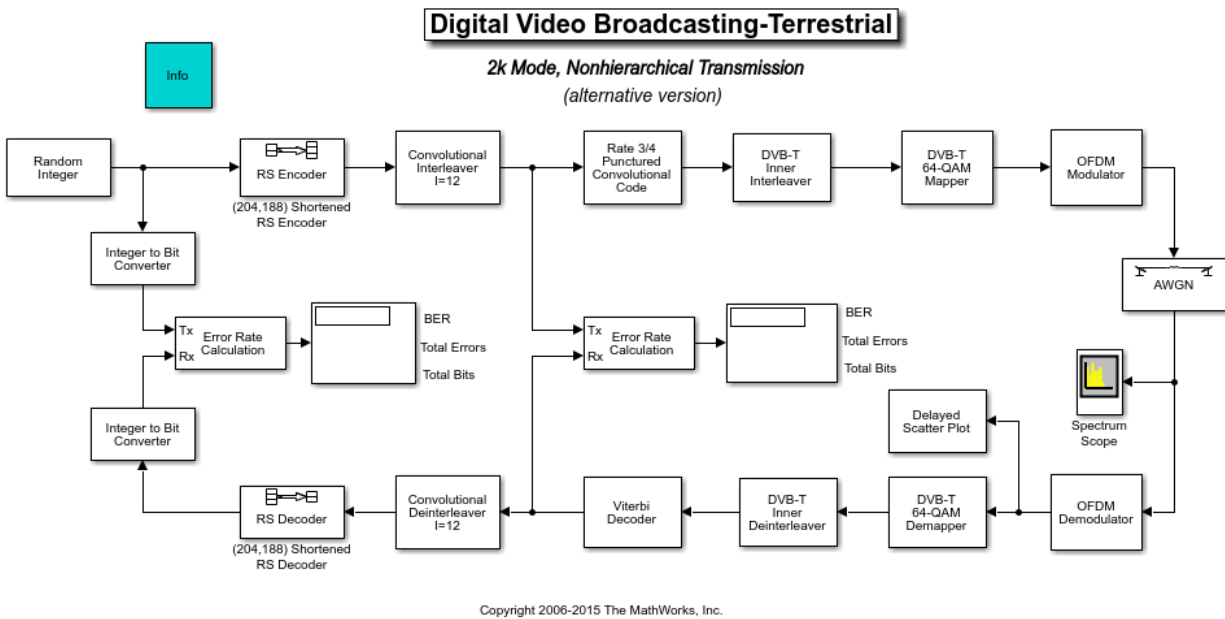 Digital Video Broadcasting-Terrestrial
2k Mode, Nonhierarchical Transmission
(alternative version)
Info
Random
Integer
RS Encoder
(204,188) Shortened
RS Encoder
Convolutional
Interleaver
I=12
Rate 3/4
Punctured
Convolutional
Code
DVB-T
Inner
Interleaver
DVB-T
64-QAM
Mapper
OFDM
Modulator
Integer to Bit
Converter
AWGN
Tx
Rx
Error Rate
Calculation
BER
Total Errors
Total Bits
Tx
Rx
Error Rate
Calculation
BER
Total Errors
Total Bits
Spectrum
Scope
Delayed
Scatter Plot
Integer to Bit
Converter
RS Decoder
(204,188) Shortened
RS Decoder
Convolutional
Deinterleaver
I=12
Viterbi
Decoder
DVB-T
Inner
Deinterleaver
DVB-T
64-QAM
Demapper
OFDM
Demodulator
Copyright 2006-2015 The MathWorks, Inc.